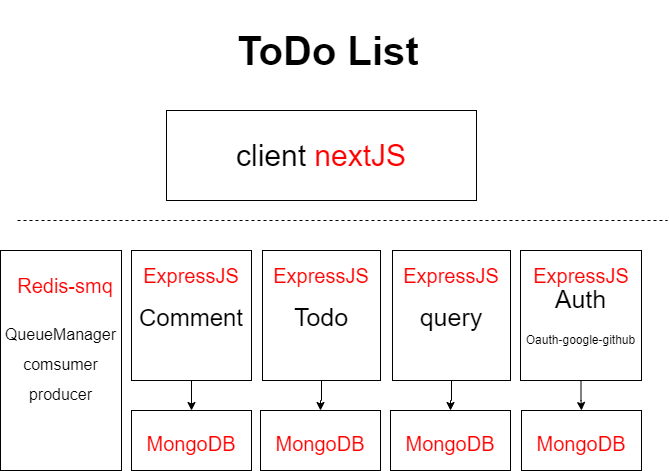 ToDo List
client nextJS
Redis-smq
QueueManager
comsumer
producer
ExpressJS
Comment
ExpressJS
Todo
ExpressJS
query
ExpressJS
Auth
Oauth-google-github
MongoDB
MongoDB
MongoDB
MongoDB